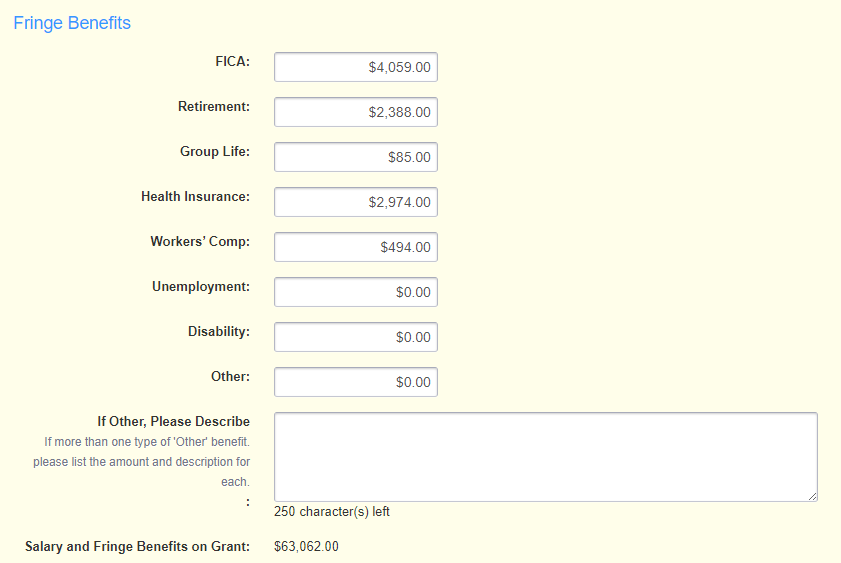 Fringe Benefits
FICA: $4,059.00
Retirement: $2,388.00
Group Life: $85.00
Health Insurance: $2,974.00
Workers’ Comp: $494.00
Unemployment: $0.00
Disability: $0.00
Other: $0.00
If Other, Please Describe
If more than one type of 'Other' benefit.
please list the amount and description for
each.
:
250 character(s) left
Salary and Fringe Benefits on Grant: $63,062.00